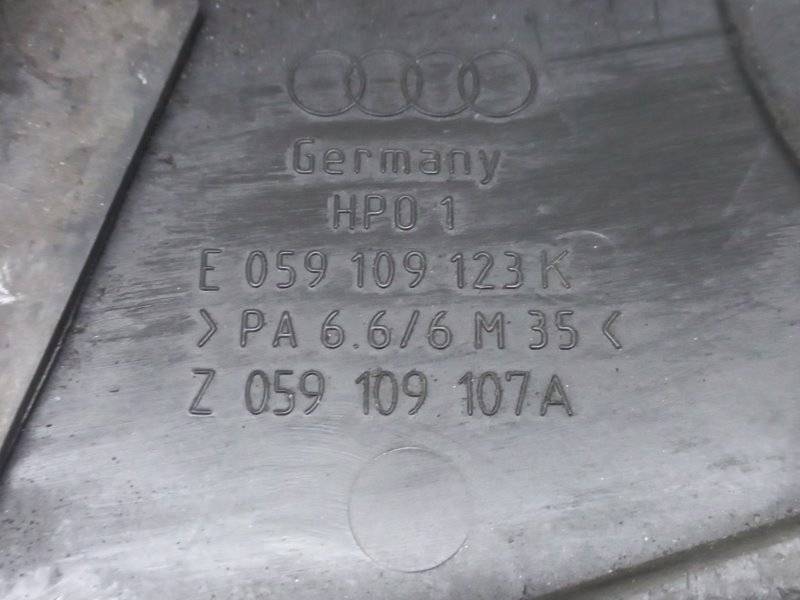 Germany
HPO 1
E 059 109 123 K
>PA 6.6/6 M 35<
Z 059 109 107 A